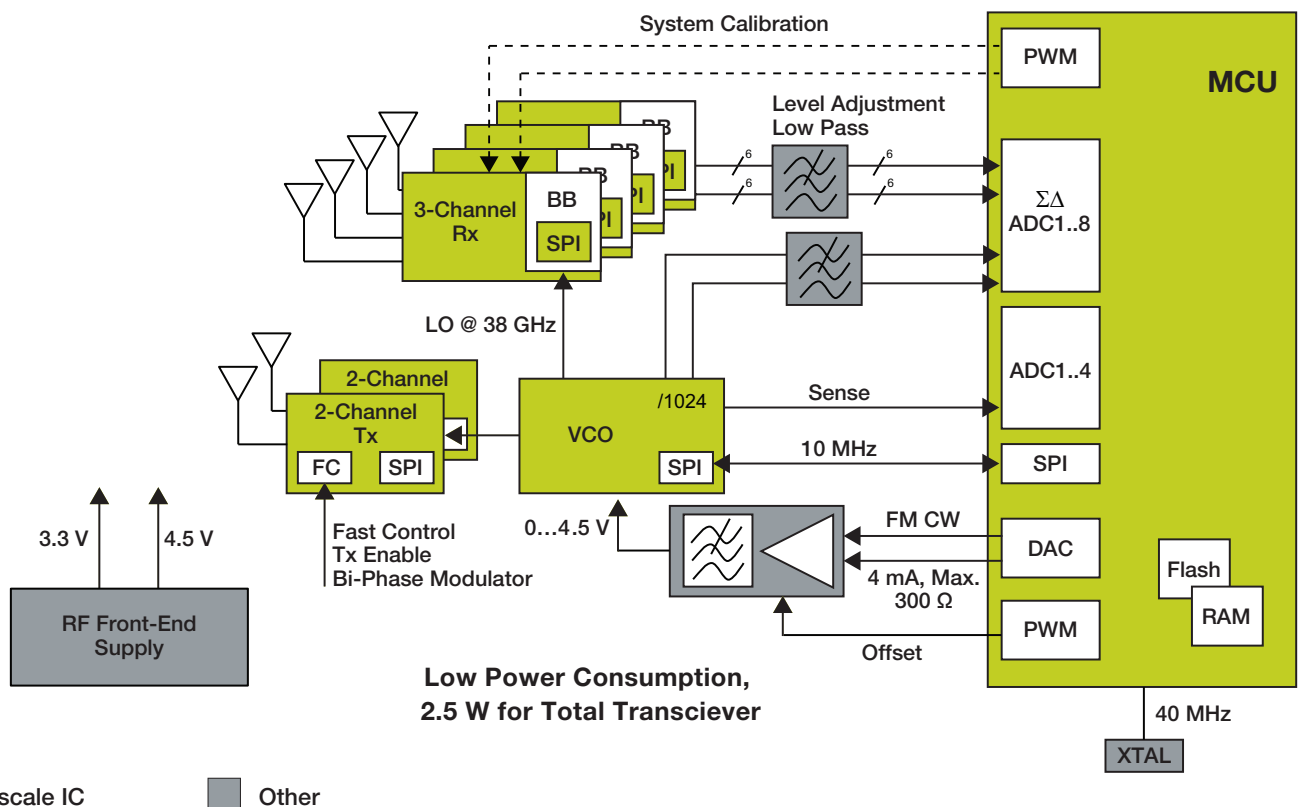 System Calibration
PWM
MCU
Level Adjustment
Low Pass
BB
BB
BB
3-Channel
Rx
BB
SPI
PI
PI
PI
6
6
6
6
ΣΔ
ADC1..8
LO @ 38 GHz
2-Channel
2-Channel
Tx
FC
SPI
/1024
VCO
SPI
Sense
ADC1..4
10 MHz
SPI
3.3 V
4.5 V
Fast Control
Tx Enable
Bi-Phase Modulator
0...4.5 V
FM CW
4 mA, Max.
300 Ω
DAC
Flash
RAM
RF Front-End
Supply
PWM
Offset
Low Power Consumption,
2.5 W for Total Transciever
40 MHz
XTAL
scale IC
Other